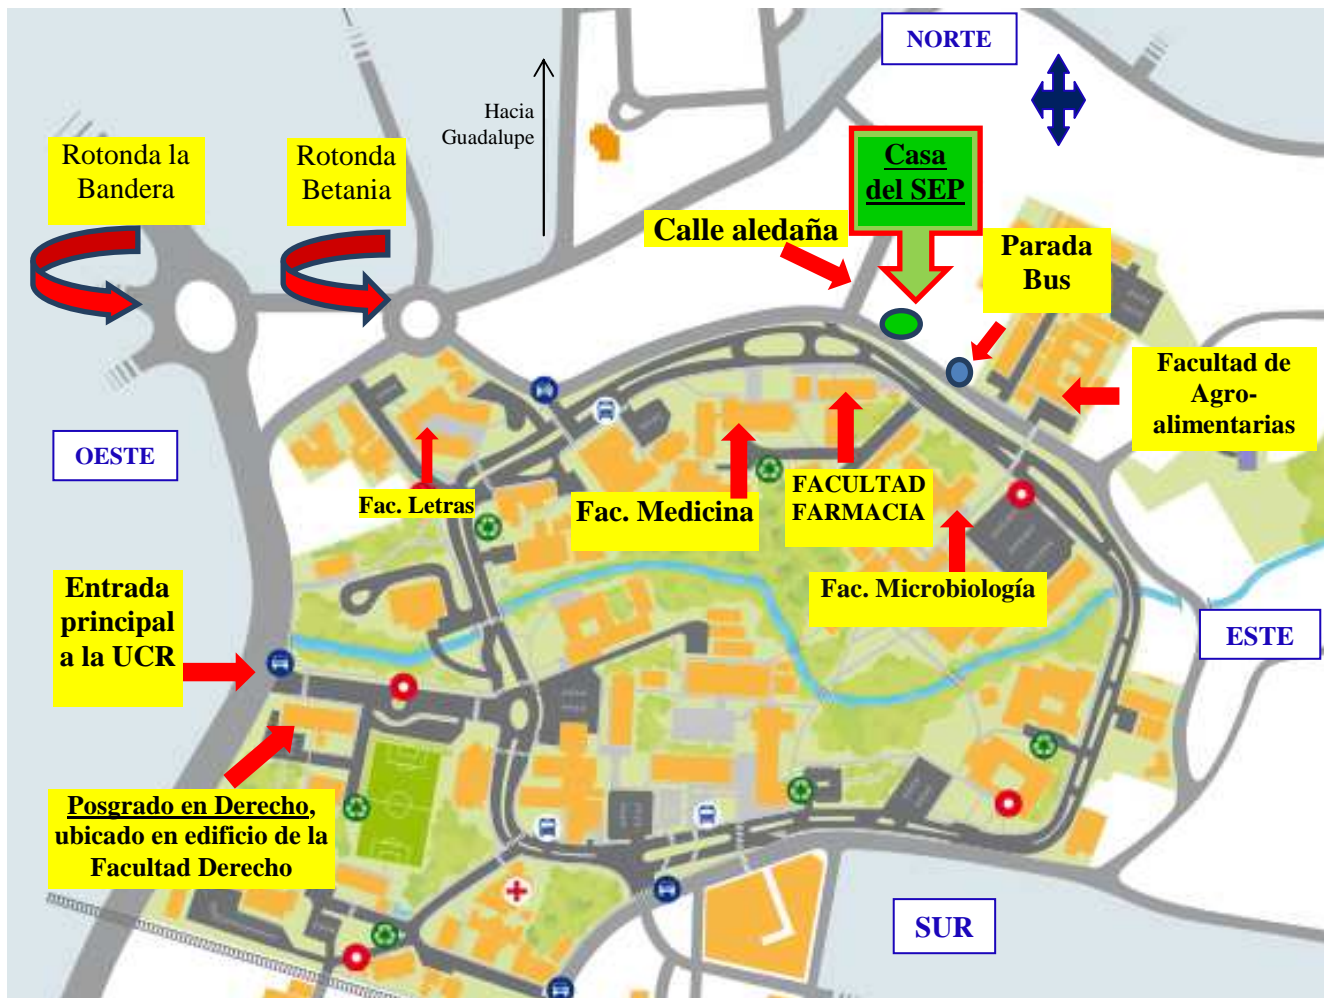 NORTE
Hacia
Guadalupe
Rotonda la
Bandera
Rotonda
Betania
Casa
del SEP
Calle aledaña
Parada
Bus
Facultad de
Agro-
alimentarias
OESTE
Fac. Letras
Fac. Medicina
FACULTAD
FARMACIA
Fac. Microbiología
Entrada
principal
a la UCR
ESTE
Posgrado en Derecho,
ubicado en edificio de la
Facultad Derecho
SUR